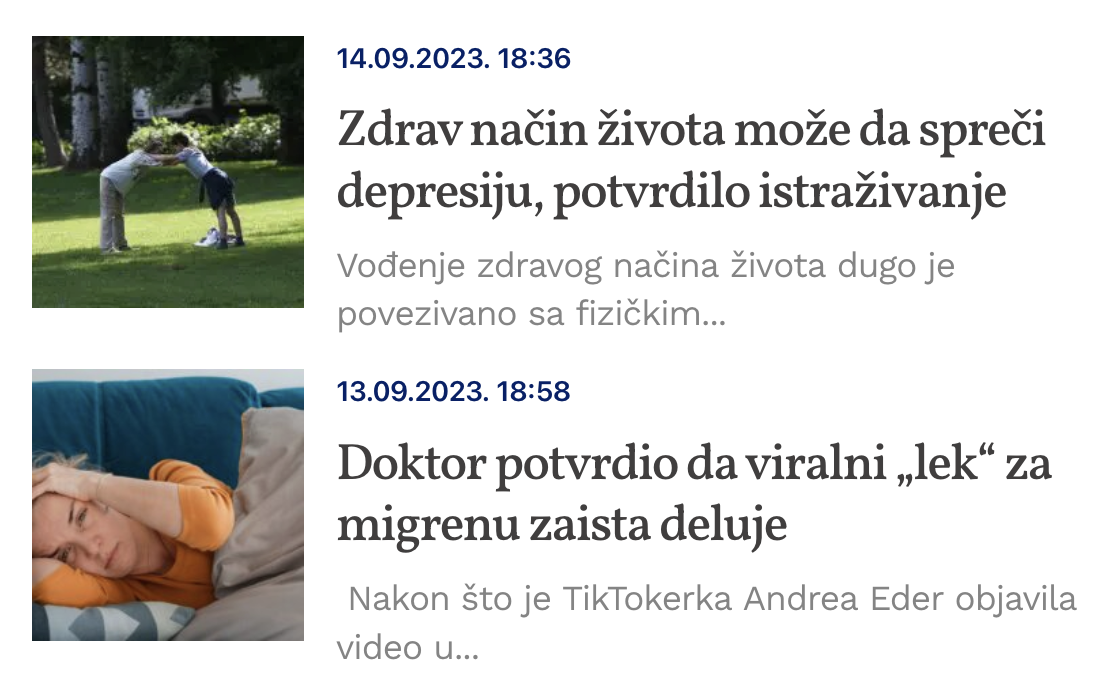 14.09.2023. 18:36
Zdrav način života može da spreči
depresiju, potvrdilo istraživanje
Vođenje zdravog načina života dugo je
povezivano sa fizičkim...
13.09.2023. 18:58
Doktor potvrdio da viralni „lek“ za
migrenu zaista deluje
Nakon što je TikTokerka Andrea Eder objavila
video u...